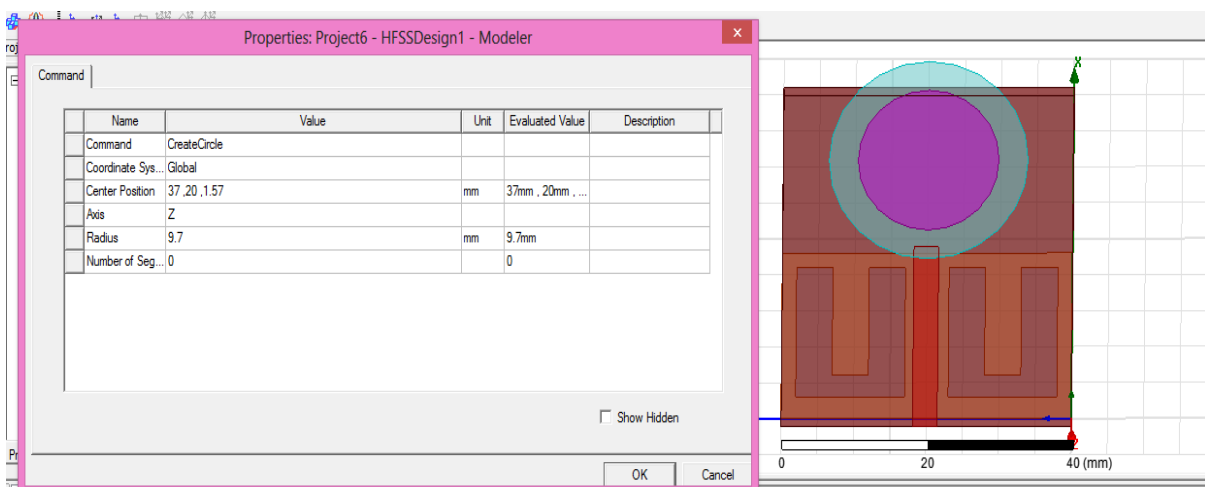 Properties: Project6 - HFSSDesign1 - Modeler
x
roj
Command
Name Value Unit Evaluated Value Description
Command CreateCircle
Coordinate Sys... Global
Center Position 37 ,20 ,1.57 mm 37mm , 20mm , ...
Axis Z
Radius 9.7 mm 9.7mm
Number of Seg... 0 0
Show Hidden
Pr
OK Cancel
X
Z
0 20 40 (mm)